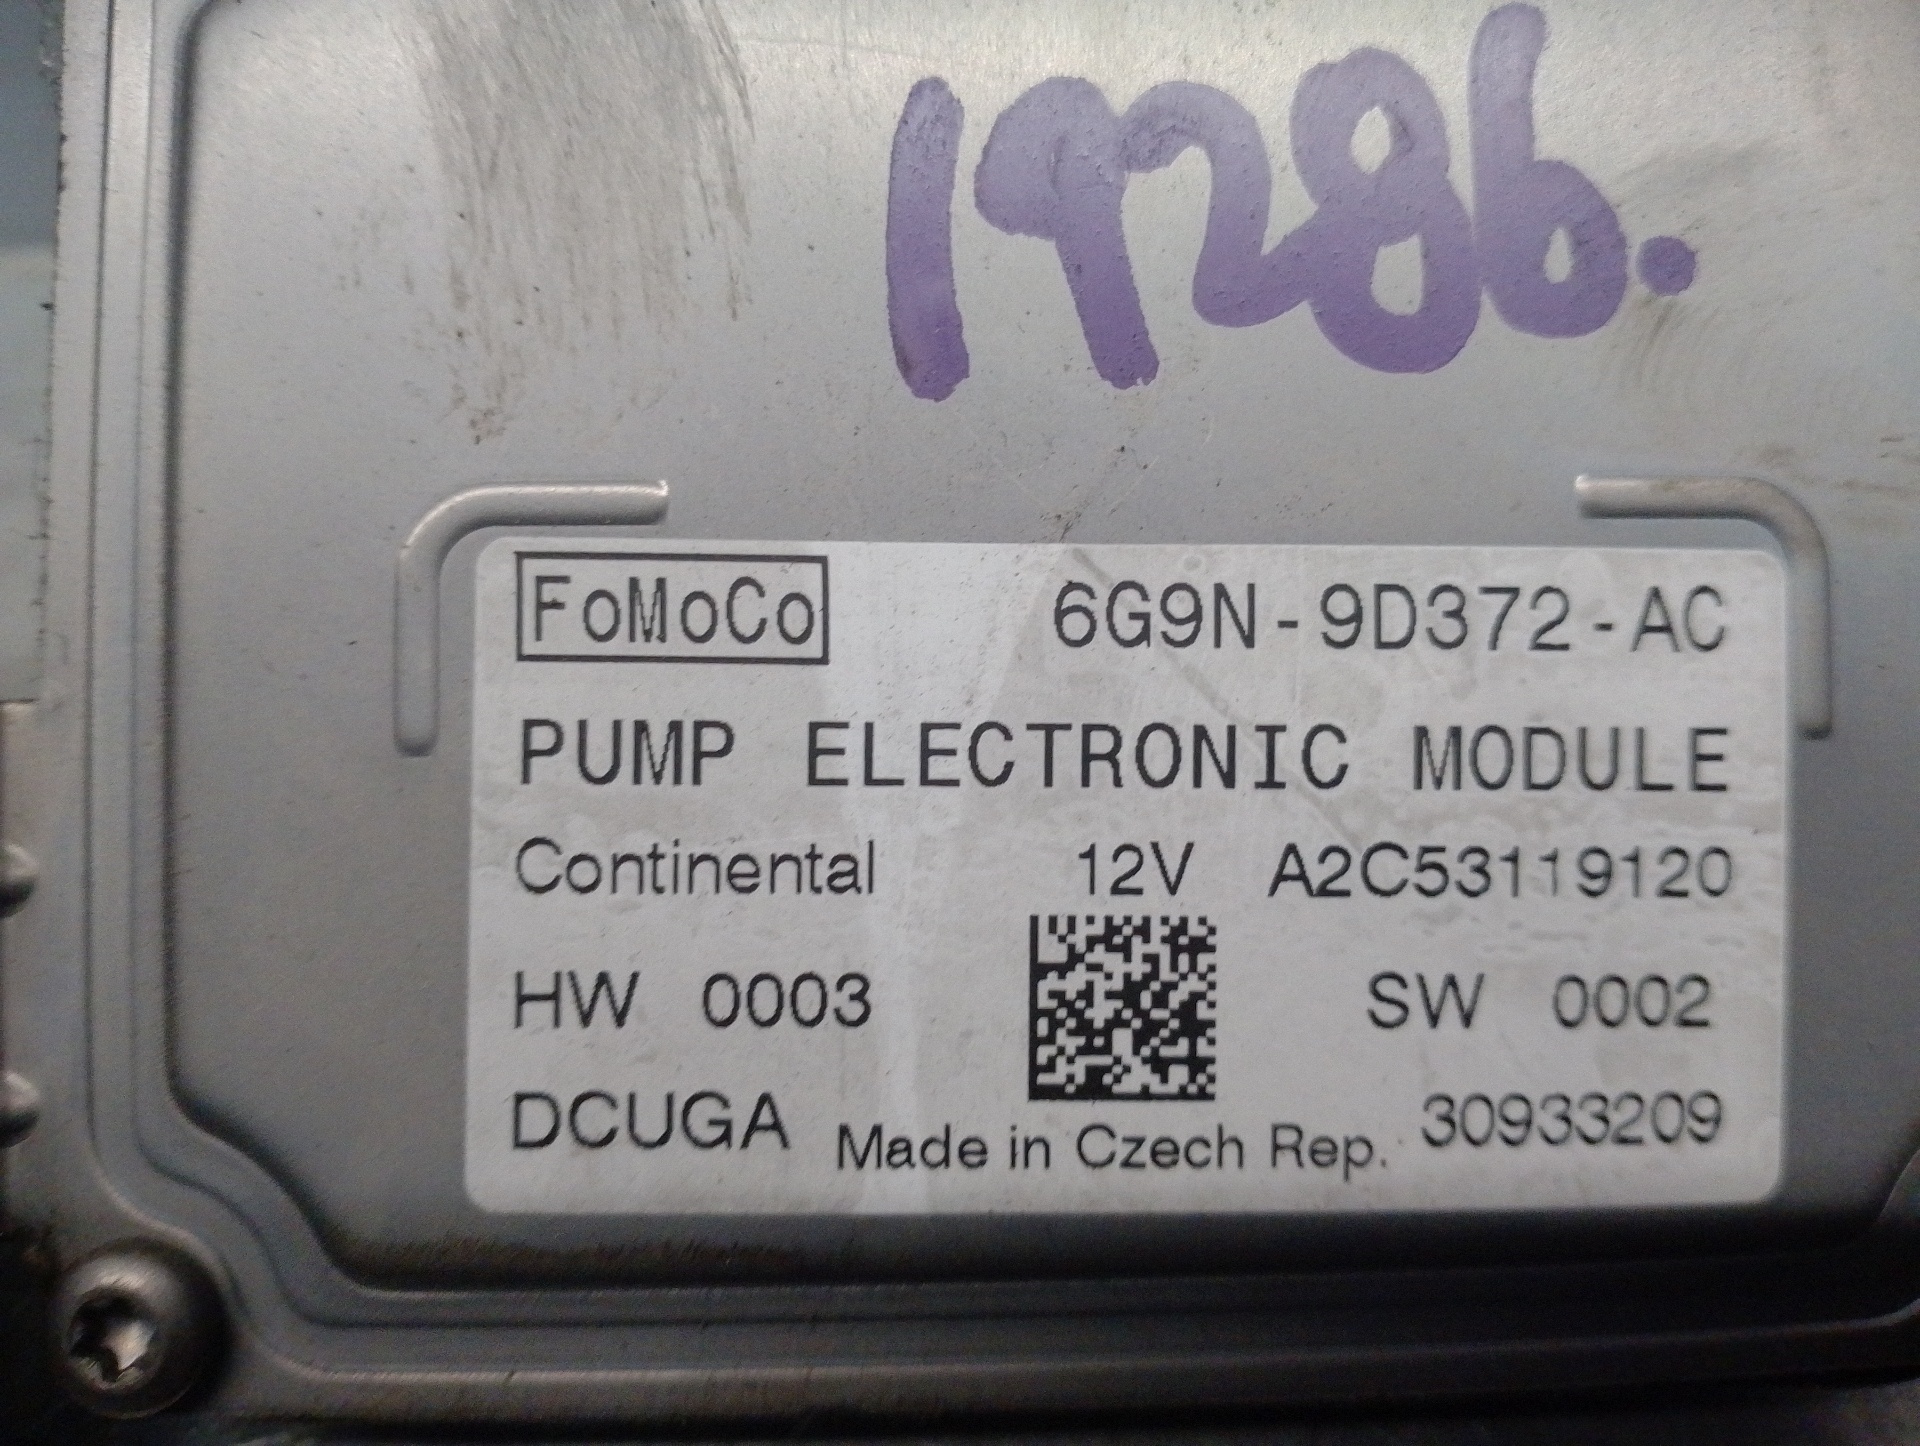 19286.
FoMoCo 6G9N-9D372-AC
PUMP ELECTRONIC MODULE
Continental 12V A2C53119120
HW 0003 SW 0002
DCUGA Made in Czech Rep. 30933209